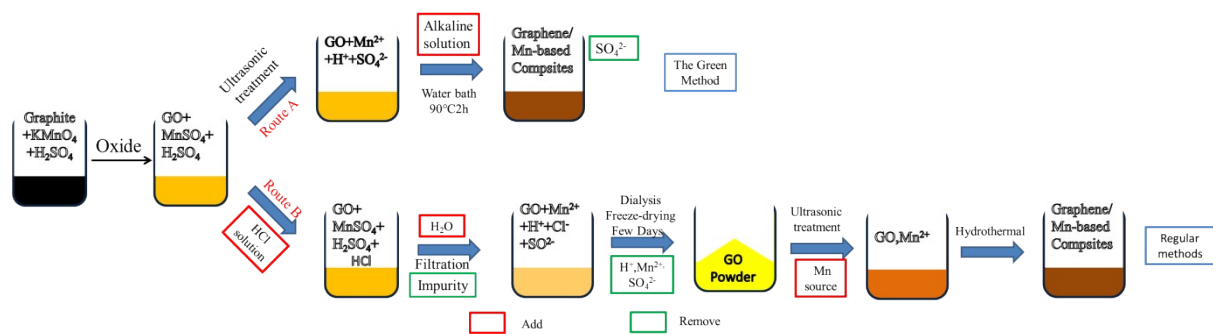 Graphite
+KMnO₄
+H₂SO₄
Oxide
GO+
MnSO₄+
H₂SO₄
Ultrasonic
treatment
Route A
GO+Mn²⁺
+H⁺+SO₄²⁻
Alkaline
solution
Water bath
90℃2h
Graphene/
Mn-based
Compsites
SO₄²⁻
The Green
Method
Route B
HCl
solution
GO+
MnSO₄+
H₂SO₄+
HCl
H₂O
Filtration
Impurity
GO+Mn²⁺
+H⁺+Cl⁻
+SO²⁻
Dialysis
Freeze-drying
Few Days
H⁺,Mn²⁺,
SO₄²⁻
GO
Powder
Ultrasonic
treatment
Mn
source
GO,Mn²⁺
Hydrothermal
Graphene/
Mn-based
Compsites
Regular
methods
Add
Remove